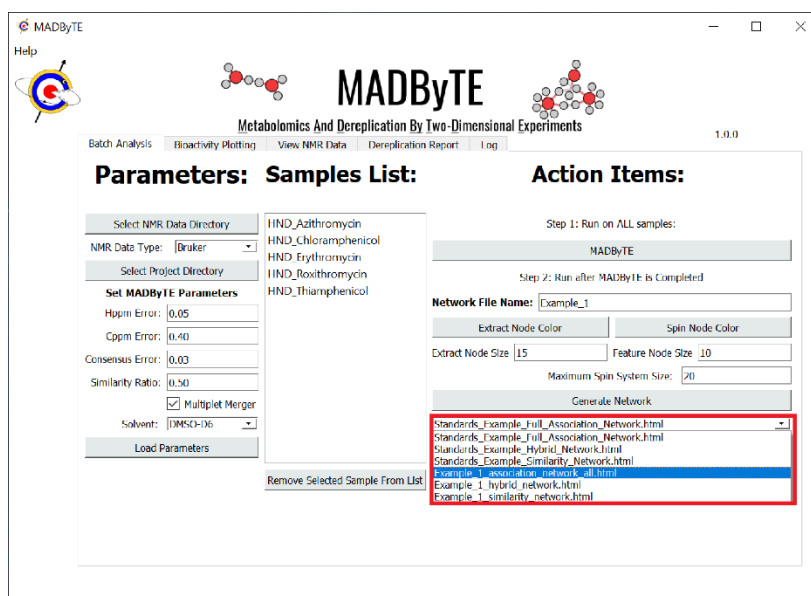 MADByTE
Help
MADByTE
Metabolomics And Dereplication By Two-Dimensional Experiments
1.0.0
Batch Analysis Bioactivity Plotting View NMR Data Dereplication Report Log
Parameters: Samples List: Action Items:
Select NMR Data Directory
NMR Data Type: Bruker
Select Project Directory
Set MADByTE Parameters
Hppm Error: 0.05
Cppm Error: 0.40
Consensus Error: 0.03
Similarity Ratio: 0.50
Multiplet Merger
Solvent: DMSO-D6
Load Parameters
HND_Azithromycin
HND_Chloramphenicol
HND_Erythromycin
HND_Roxithromycin
HND_Thiamphenicol
Remove Selected Sample From List
Step 1: Run on ALL samples:
MADByTE
Step 2: Run after MADByTE is Completed
Network File Name: Example_1
Extract Node Color Spin Node Color
Extract Node Size 15 Feature Node Size 10
Maximum Spin System Size: 20
Generate Network
Standards_Example_Full_Association_Network.html
Standards_Example_Full_Association_Network.html
Standards_Example_Hybrid_Network.html
Standards_Example_Similarity_Network.html
Example_1_association_network_all.html
Example_1_hybrid_network.html
Example_1_similarity_network.html